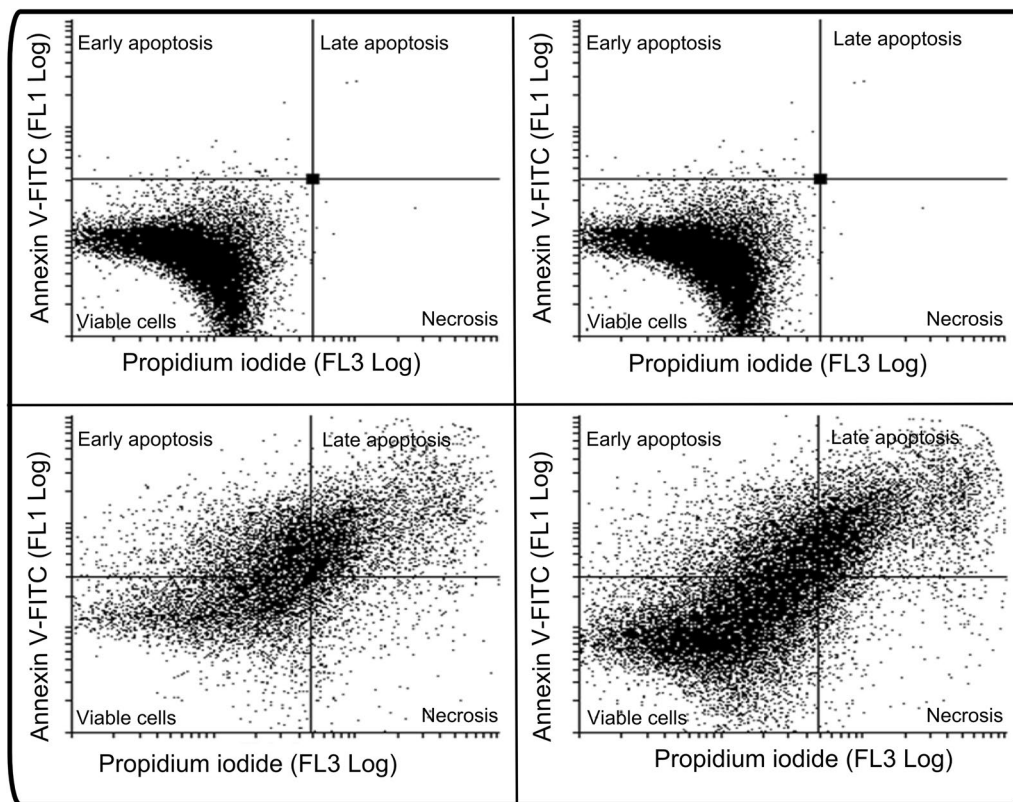 Early apoptosis
Late apoptosis
Annexin V-FITC (FL1 Log)
Viable cells
Necrosis
Propidium iodide (FL3 Log)
Early apoptosis
Late apoptosis
Annexin V-FITC (FL1 Log)
Viable cells
Necrosis
Propidium iodide (FL3 Log)
Early apoptosis
Late apoptosis
Annexin V-FITC (FL1 Log)
Viable cells
Necrosis
Propidium iodide (FL3 Log)
Early apoptosis
Late apoptosis
Annexin V-FITC (FL1 Log)
Viable cells
Necrosis
Propidium iodide (FL3 Log)